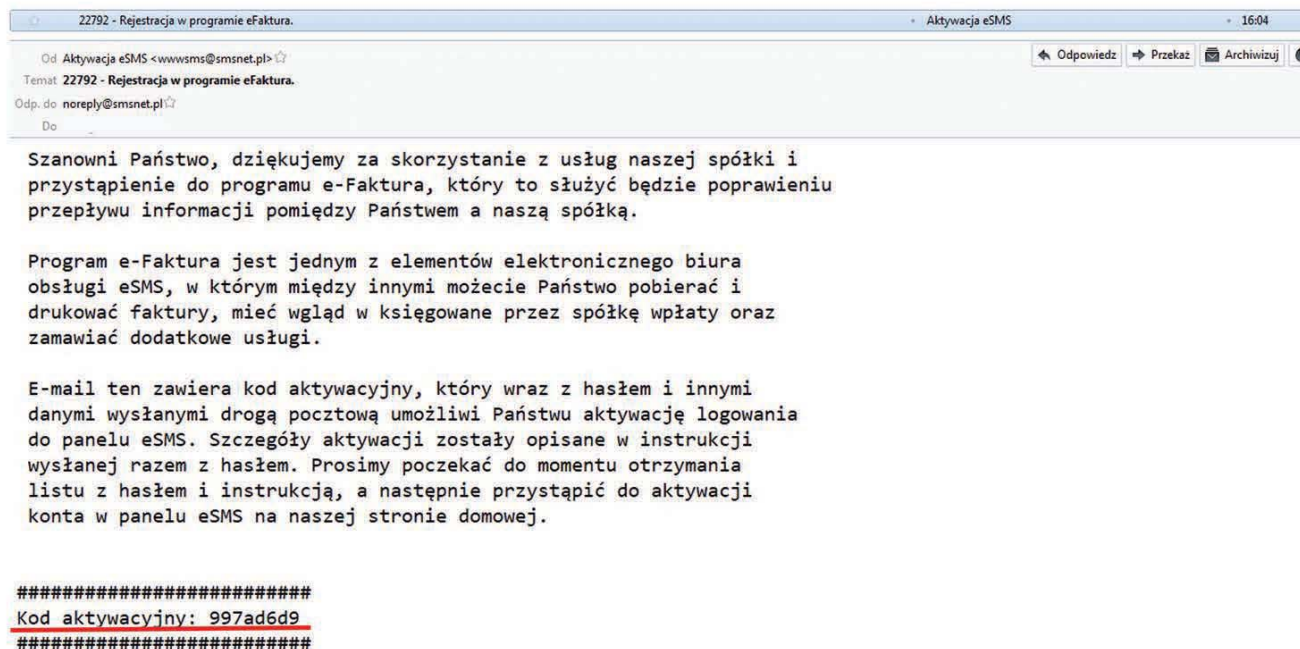 22792 - Rejestracja w programie eFaktura. Aktywacja eSMS 16:04
Od Aktywacja eSMS <wwwsms@smsnet.pl> Odpowiedz Przekaż Archiwizuj
Temat 22792 - Rejestracja w programie eFaktura.
Odp. do noreply@smsnet.pl
Do
Szanowni Państwo, dziękujemy za skorzystanie z usług naszej spółki i
przystąpienie do programu e-Faktura, który to służyć będzie poprawieniu
przepływu informacji pomiędzy Państwem a naszą spółką.
Program e-Faktura jest jednym z elementów elektronicznego biura
obsługi eSMS, w którym między innymi możecie Państwo pobierać i
drukować faktury, mieć wgląd w księgowane przez spółkę wpłaty oraz
zamawiać dodatkowe usługi.
E-mail ten zawiera kod aktywacyjny, który wraz z hasłem i innymi
danymi wysłanymi drogą pocztową umożliwi Państwu aktywację logowania
do panelu eSMS. Szczegóły aktywacji zostały opisane w instrukcji
wysłanej razem z hasłem. Prosimy poczekać do momentu otrzymania
listu z hasłem i instrukcją, a następnie przystąpić do aktywacji
konta w panelu eSMS na naszej stronie domowej.
##########################
Kod aktywacyjny: 997ad6d9
##########################